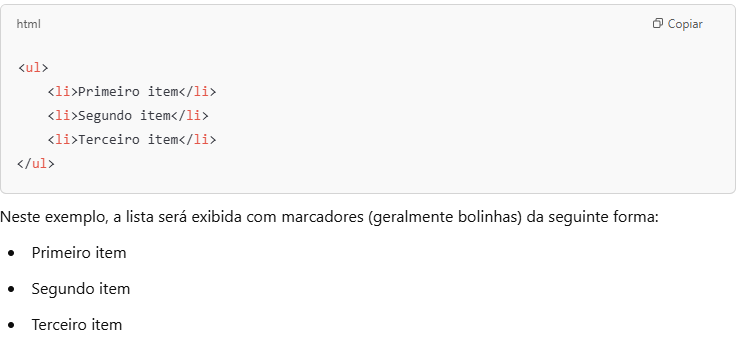 html
Copiar
<ul>
    <li>Primeiro item</li>
    <li>Segundo item</li>
    <li>Terceiro item</li>
</ul>
Neste exemplo, a lista será exibida com marcadores (geralmente bolinhas) da seguinte forma:
• Primeiro item
• Segundo item
• Terceiro item